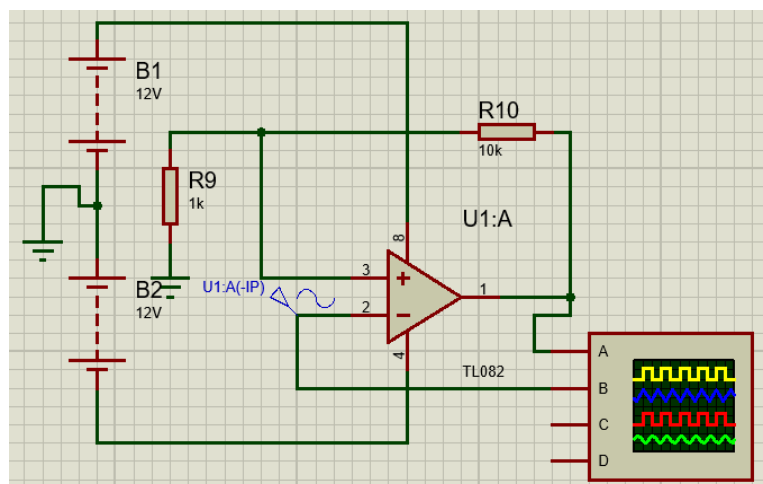 B1
12V
R10
10k
R9
1k
U1:A
8
3
+
1
B2
12V
U1:A(-IP)
2
−
4
TL082
A
B
C
D